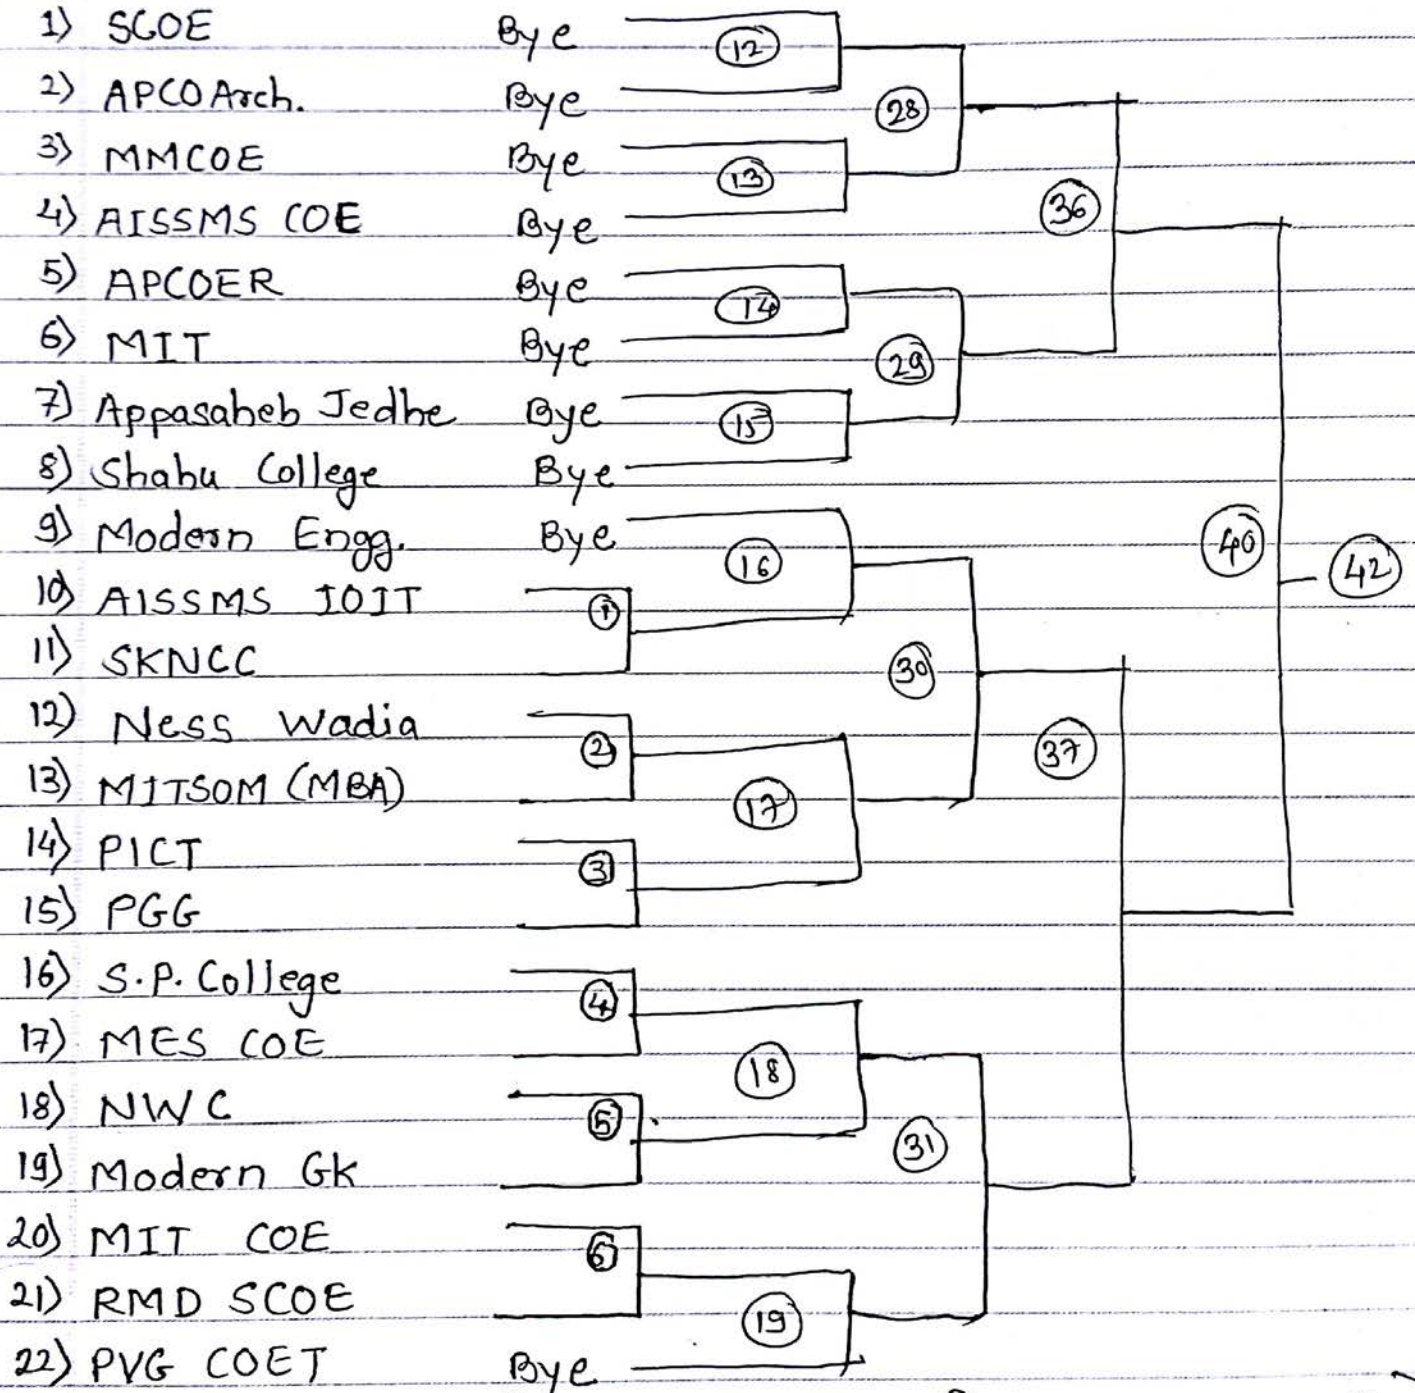 1) SCOE Bye
12
2) APCOArch. Bye
28
3) MMCOE Bye
13
36
4) AISSMS COE Bye
5) APCOER Bye
14
6) MIT Bye
29
7) Appasaheb Jedhe Bye
15
8) Shahu College Bye
9) Modern Engg. Bye
16
40
42
10) AISSMS IOIT
1
11) SKNCC
30
12) Ness Wadia
2
37
13) MITSOM (MBA)
17
14) PICT
3
15) PGG
16) S.P. College
4
17) MES COE
18
18) NWC
5
31
19) Modern Gk
20) MIT COE
6
21) RMD SCOE
19
22) PVG COET Bye